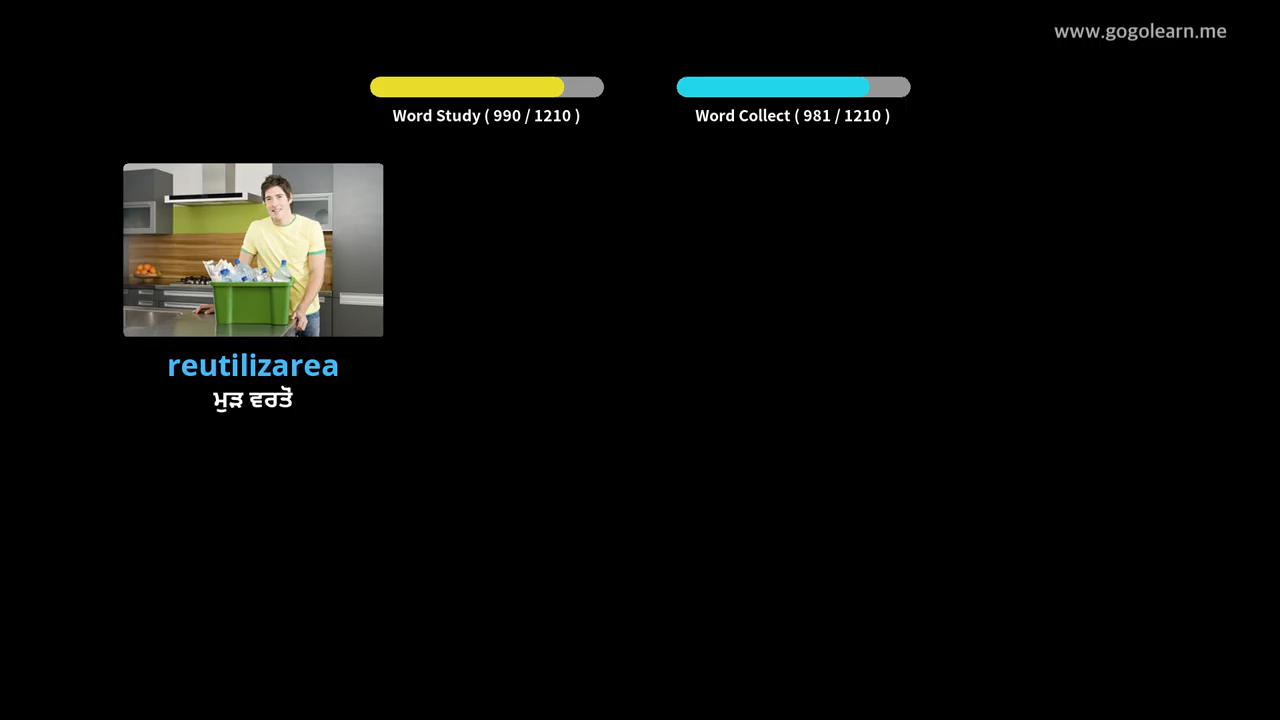 www.gogolearn.me
Word Study ( 990 / 1210 )
Word Collect ( 981 / 1210 )
reutilizarea
ਮੁੜ ਵਰਤੋਂ